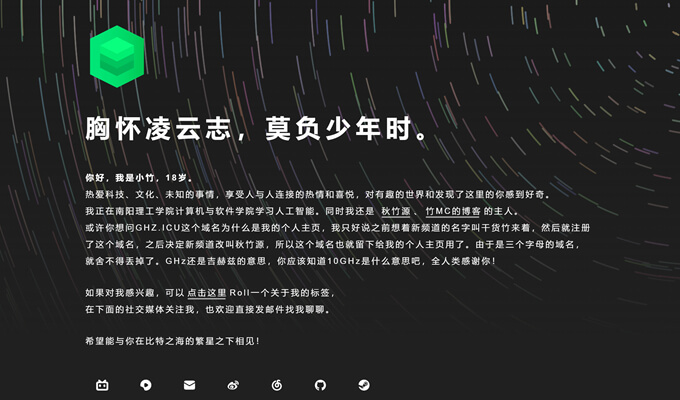 胸怀凌云志，莫负少年时。
你好，我是小竹，18岁。
热爱科技、文化、未知的事情，享受人与人连接的热情和喜悦，对有趣的世界和发现了这里的你感到好奇。
我正在南阳理工学院计算机与软件学院学习人工智能。同时我还是 秋竹源 、 竹MC的博客 的主人。
或许你想问GHZ.ICU这个域名为什么是我的个人主页，我只好说之前想着新频道的名字叫干货竹来着，然后就注册
了这个域名，之后决定新频道改叫秋竹源，所以这个域名也就留下给我的个人主页用了。由于是三个字母的域名，
就舍不得丢掉了。GHz还是吉赫兹的意思，你应该知道10GHz是什么意思吧，全人类感谢你！
如果对我感兴趣，可以 点击这里 Roll一个关于我的标签，
在下面的社交媒体关注我，也欢迎直接发邮件找我聊聊。
希望能与你在比特之海的繁星之下相见！